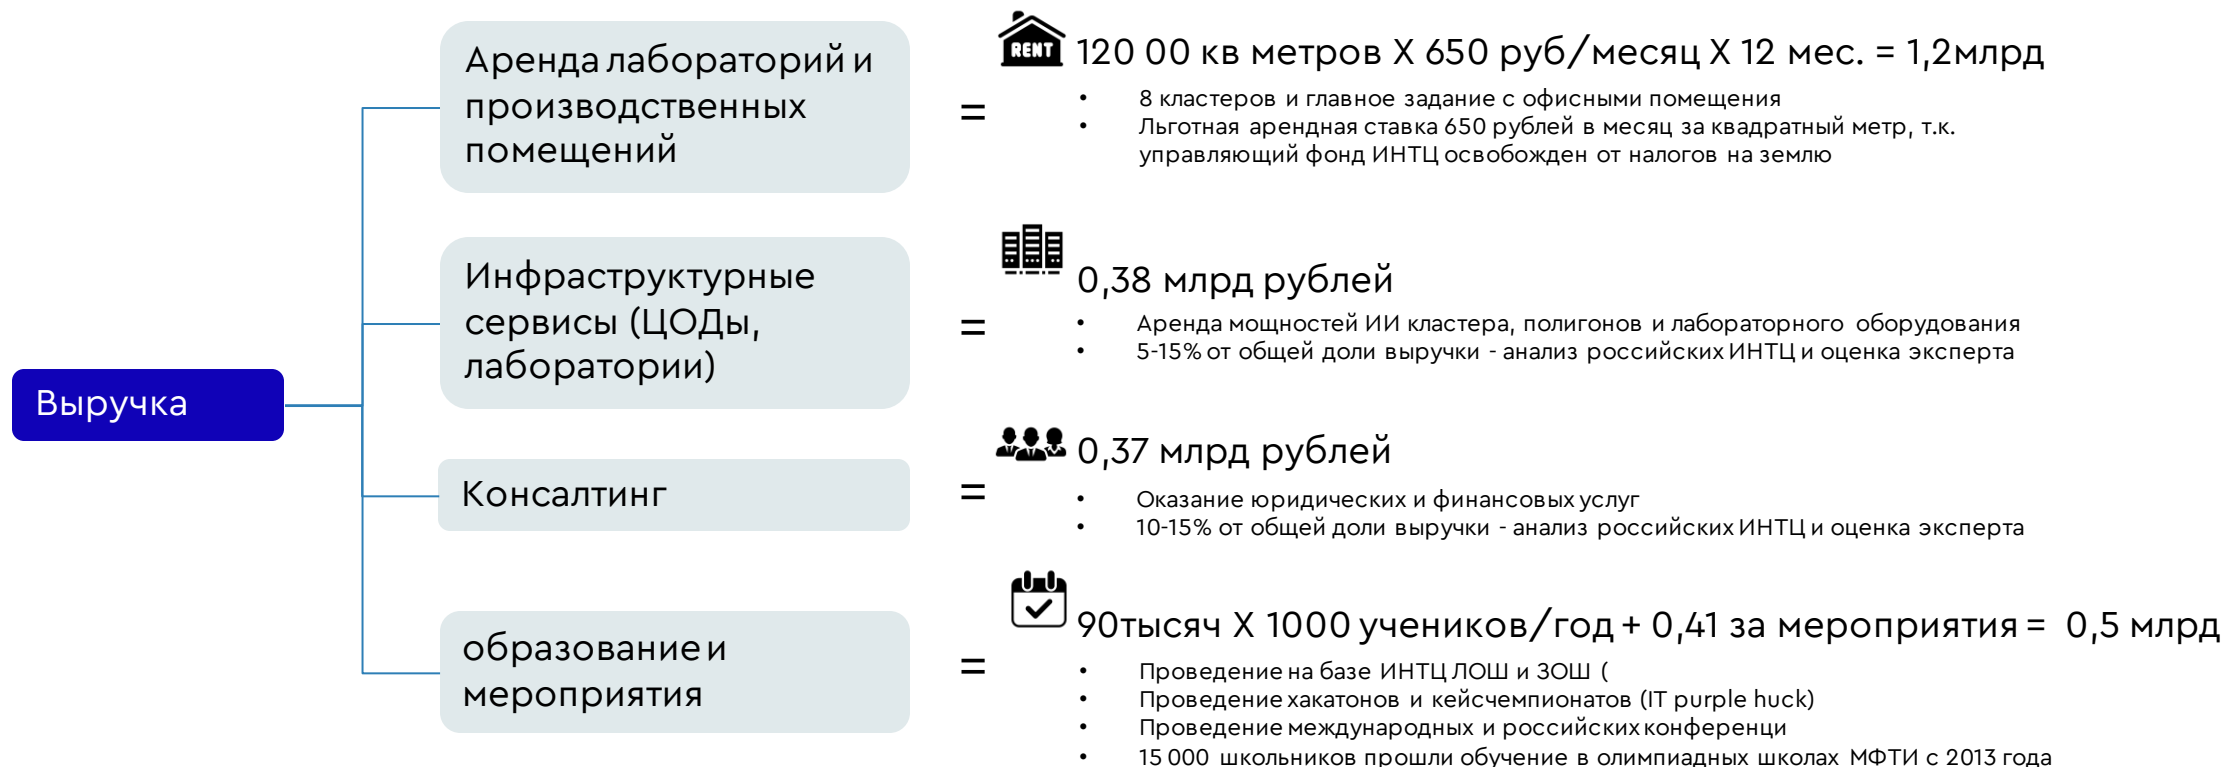 Выручка
Аренда лабораторий и
производственных
помещений
=
RENT
120 00 кв метров X 650 руб/месяц X 12 мес. = 1,2млрд
• 8 кластеров и главное задание с офисными помещения
• Льготная арендная ставка 650 рублей в месяц за квадратный метр, т.к.
управляющий фонд ИНТЦ освобожден от налогов на землю
Инфраструктурные
сервисы (ЦОДы,
лаборатории)
=
0,38 млрд рублей
• Аренда мощностей ИИ кластера, полигонов и лабораторного оборудования
• 5-15% от общей доли выручки - анализ российских ИНТЦ и оценка эксперта
Консалтинг
=
0,37 млрд рублей
• Оказание юридических и финансовых услуг
• 10-15% от общей доли выручки - анализ российских ИНТЦ и оценка эксперта
образование и
мероприятия
=
90тысяч X 1000 учеников/год + 0,41 за мероприятия = 0,5 млрд
• Проведение на базе ИНТЦ ЛОШ и ЗОШ (
• Проведение хакатонов и кейсчемпионатов (IT purple huck)
• Проведение международных и российских конференци
• 15 000 школьников прошли обучение в олимпиадных школах МФТИ с 2013 года